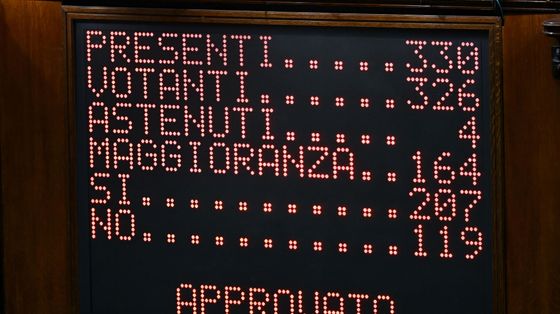 PRESENTI.....330
VOTANTI.....326
ASTENUTI.....4
MAGGIORANZA..164
SI...........207
NO...........119
APPROVATO